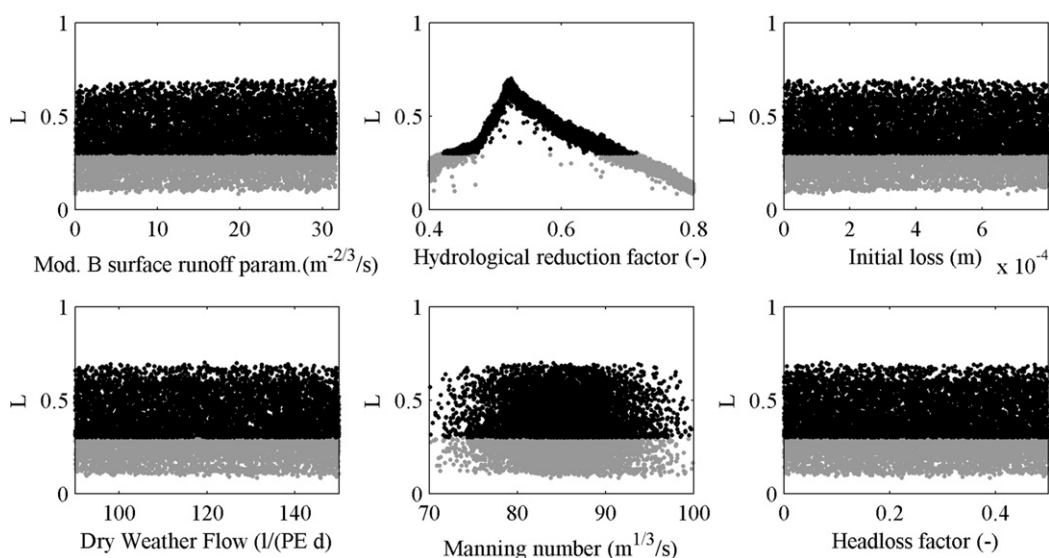 1 1 1
L 0.5 L 0.5 L 0.5
0 0 0
0 10 20 30 0.4 0.6 0.8 0 2 4 6
Mod. B surface runoff param.(m-2/3/s) Hydrological reduction factor (-) Initial loss (m) x 10-4
1 1 1
L 0.5 L 0.5 L 0.5
0 0 0
100 120 140 70 80 90 100 0 0.2 0.4
Dry Weather Flow (l/(PE d) Manning number (m1/3/s) Headloss factor (-)